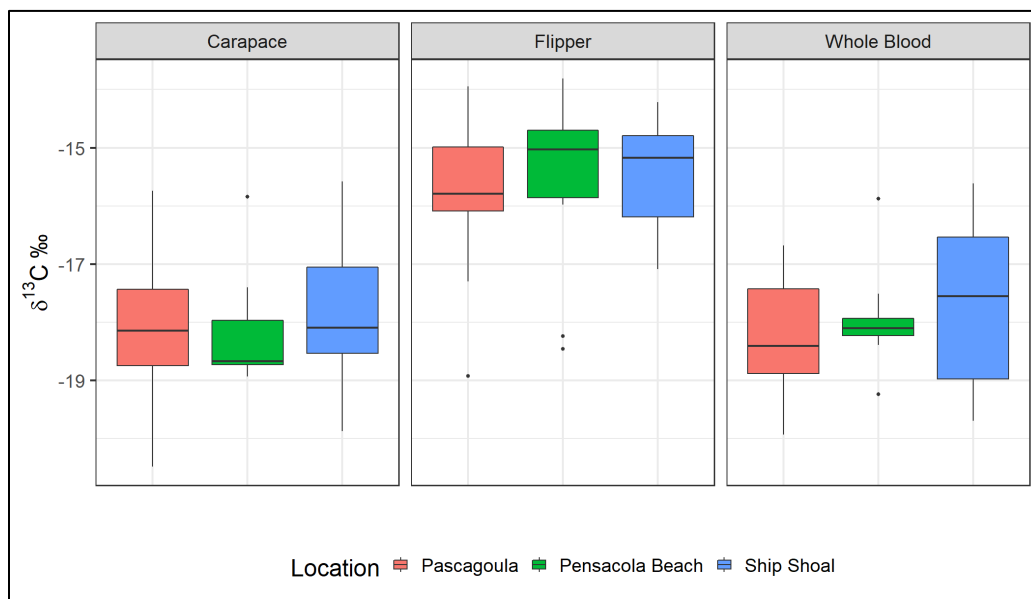 Carapace Flipper Whole Blood
-15
-17
-19
δ¹³C ‰
Location Pascagoula Pensacola Beach Ship Shoal